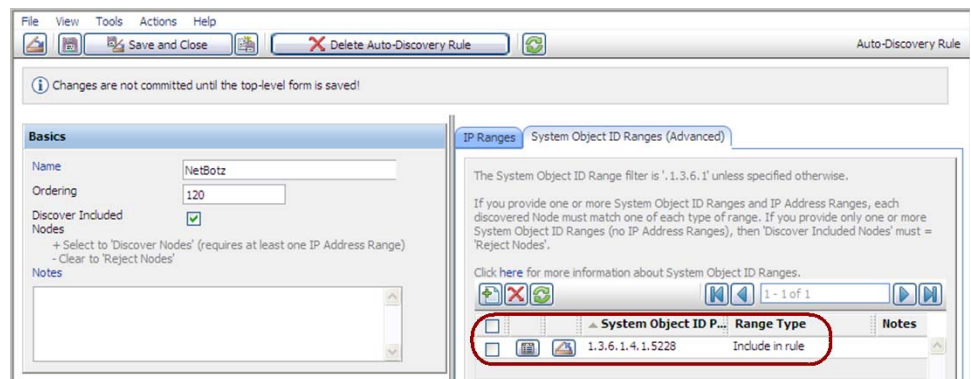 File View Tools Actions Help
Save and Close Delete Auto-Discovery Rule Auto-Discovery Rule
Changes are not committed until the top-level form is saved!
Basics
Name NetBotz
Ordering 120
Discover Included
Nodes
+ Select to 'Discover Nodes' (requires at least one IP Address Range)
- Clear to 'Reject Nodes'
Notes
IP Ranges System Object ID Ranges (Advanced)
The System Object ID Range filter is '.1.3.6.1' unless specified otherwise.
If you provide one or more System Object ID Ranges and IP Address Ranges, each
discovered Node must match one of each type of range. If you provide only one or more
System Object ID Ranges (no IP Address Ranges), then 'Discover Included Nodes' must =
'Reject Nodes'.
Click here for more information about System Object ID Ranges.
1 - 1 of 1
System Object ID P... Range Type Notes
1.3.6.1.4.1.5228 Include in rule